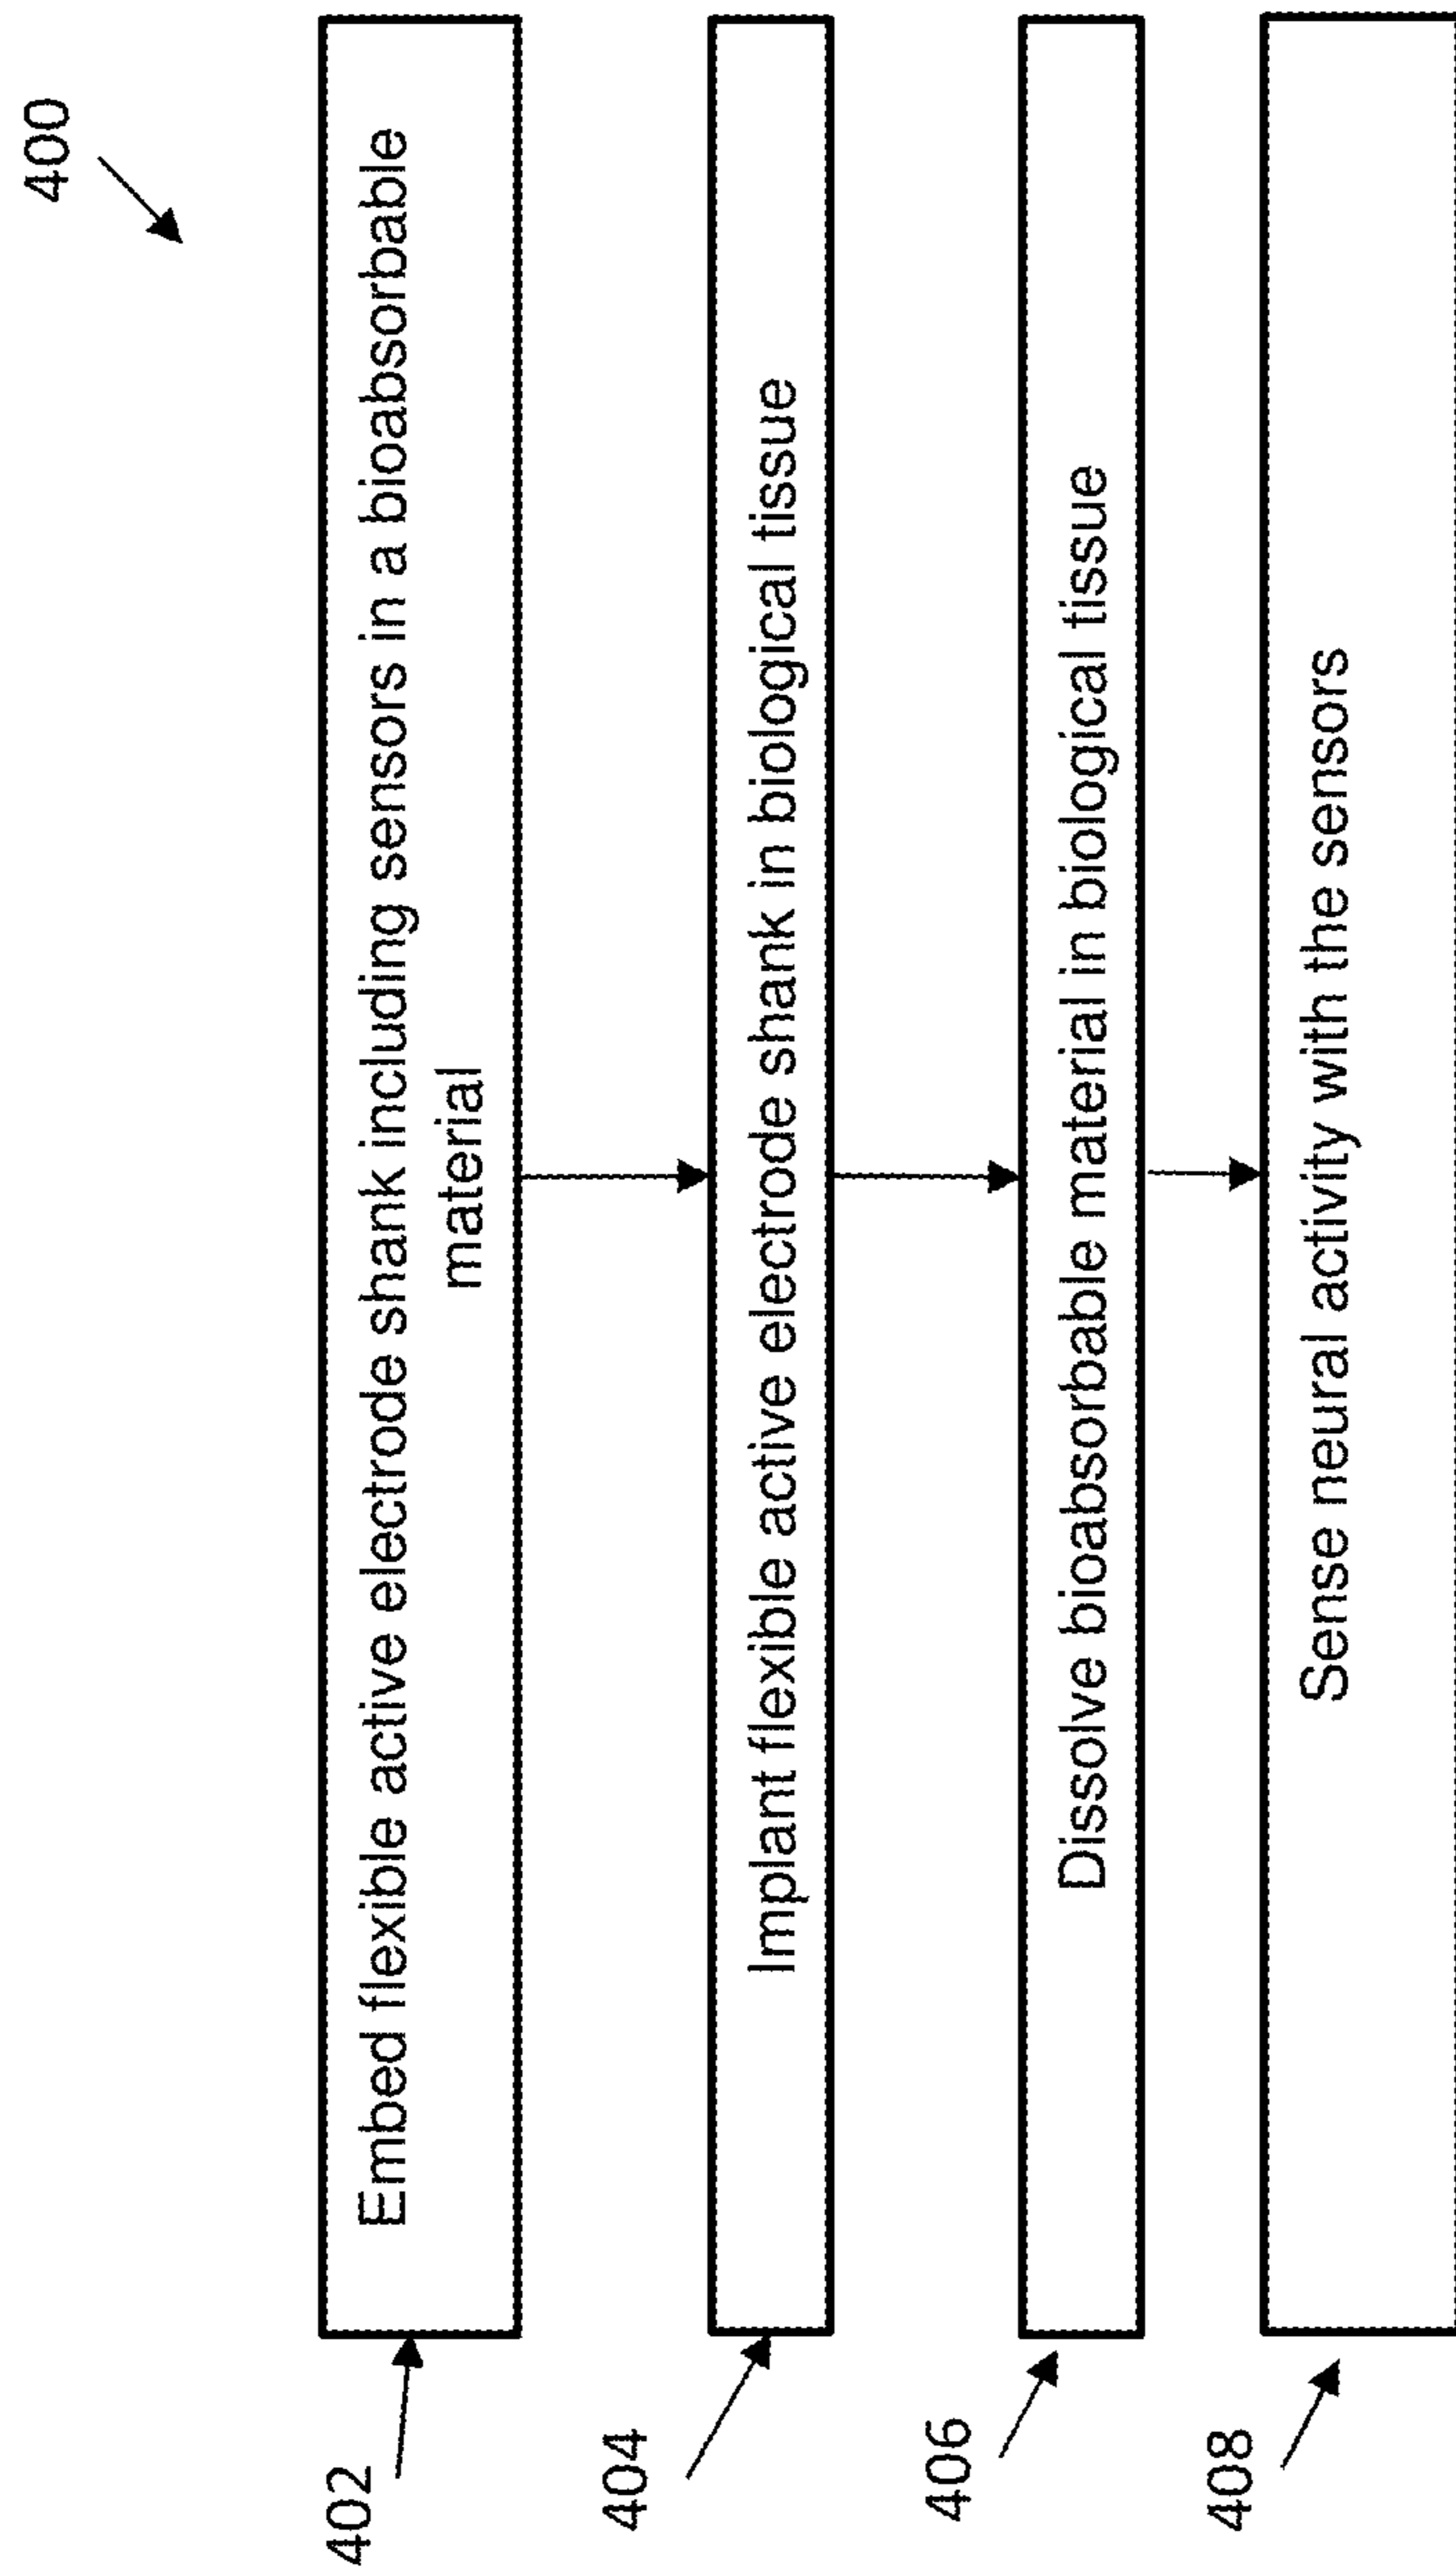 400
402
Embed flexible active electrode shank including sensors in a bioabsorbable
material
404
Implant flexible active electrode shank in biological tissue
406
Dissolve bioabsorbable material in biological tissue
408
Sense neural activity with the sensors